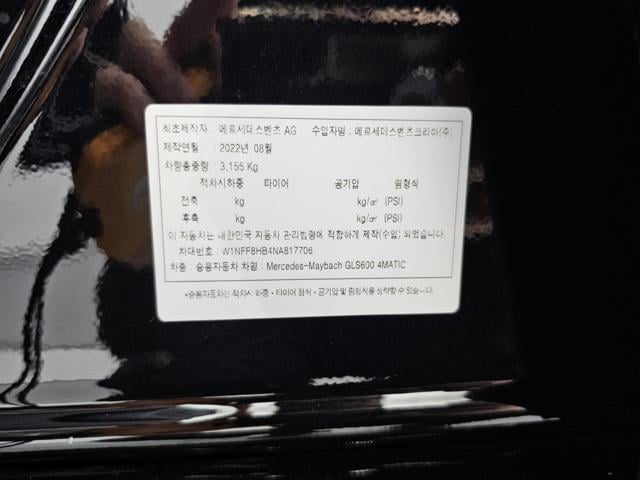 최초제작자 : 메르세데스벤츠 AG 수입자명 : 메르세데스벤츠코리아(주)
제작연월 : 2022년 08월
차량총중량 : 3,155 Kg
적차시하중 타이어 공기압 림형식
전축 kg kg/㎠ (PSI)
후축 kg kg/㎠ (PSI)
이 자동차는 대한민국 자동차 관리법령에 적합하게 제작(수입) 되었습니다.
차대번호 : W1NFF8HB4NA817706
차종 : 승용자동차 차명 : Mercedes-Maybach GLS600 4MATIC
*승용자동차는 적차시 하중 · 타이어 형식 · 공기압 및 림형식을 생략할 수 있습니다.